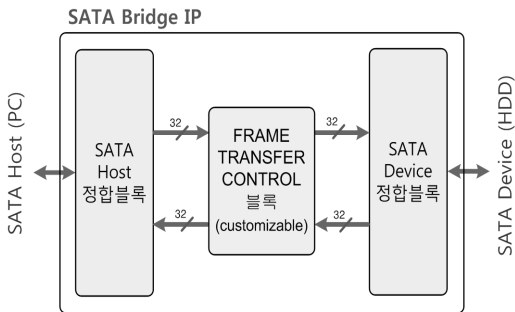 SATA Bridge IP
SATA Host (PC)
SATA
Host
정합블록
32
32
FRAME
TRANSFER
CONTROL
블록
(customizable)
32
32
SATA
Device
정합블록
SATA Device (HDD)